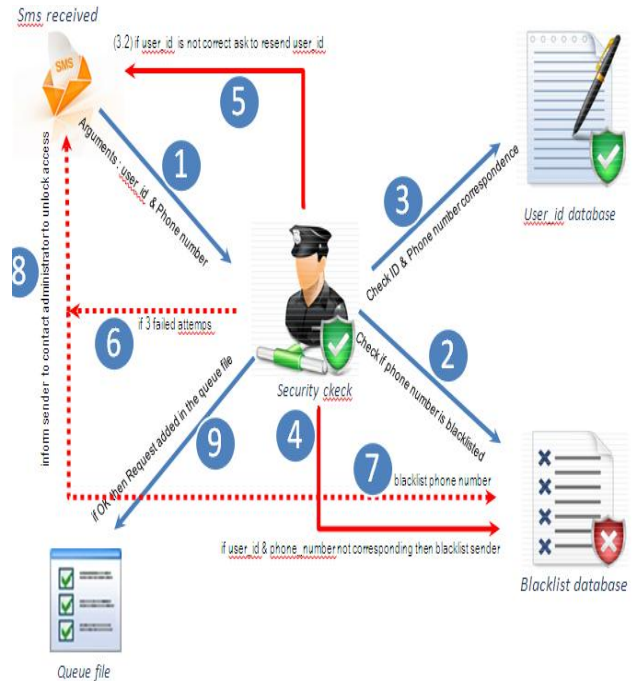 Sms received
SMS
(3.2) if user_id is not correct ask to resend user_id
5
Arguments : user_id & Phone number
1
3
Check ID & Phone number correspondence
User_id database
inform sender to contact administrator to unlock access
8
6
if 3 failed attemps
Security ckeck
Check if phone number is blacklisted
2
9
if OK then Request added in the queue file
4
7
blacklist phone number
if user_id & phone_number not corresponding then blacklist sender
Blacklist database
Queue file